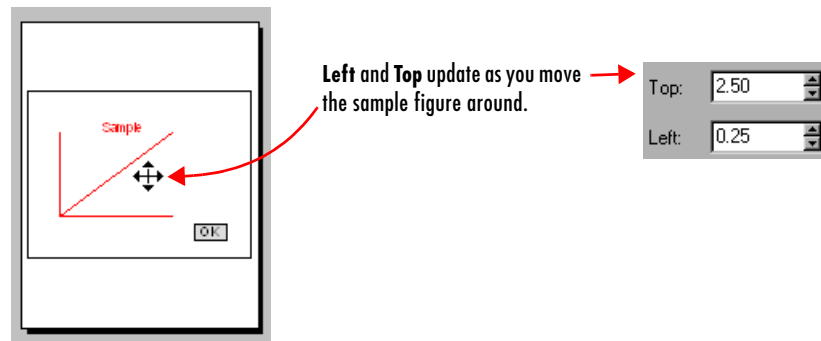 Sample
OK
Left and Top update as you move
the sample figure around.
Top: 2.50
Left: 0.25